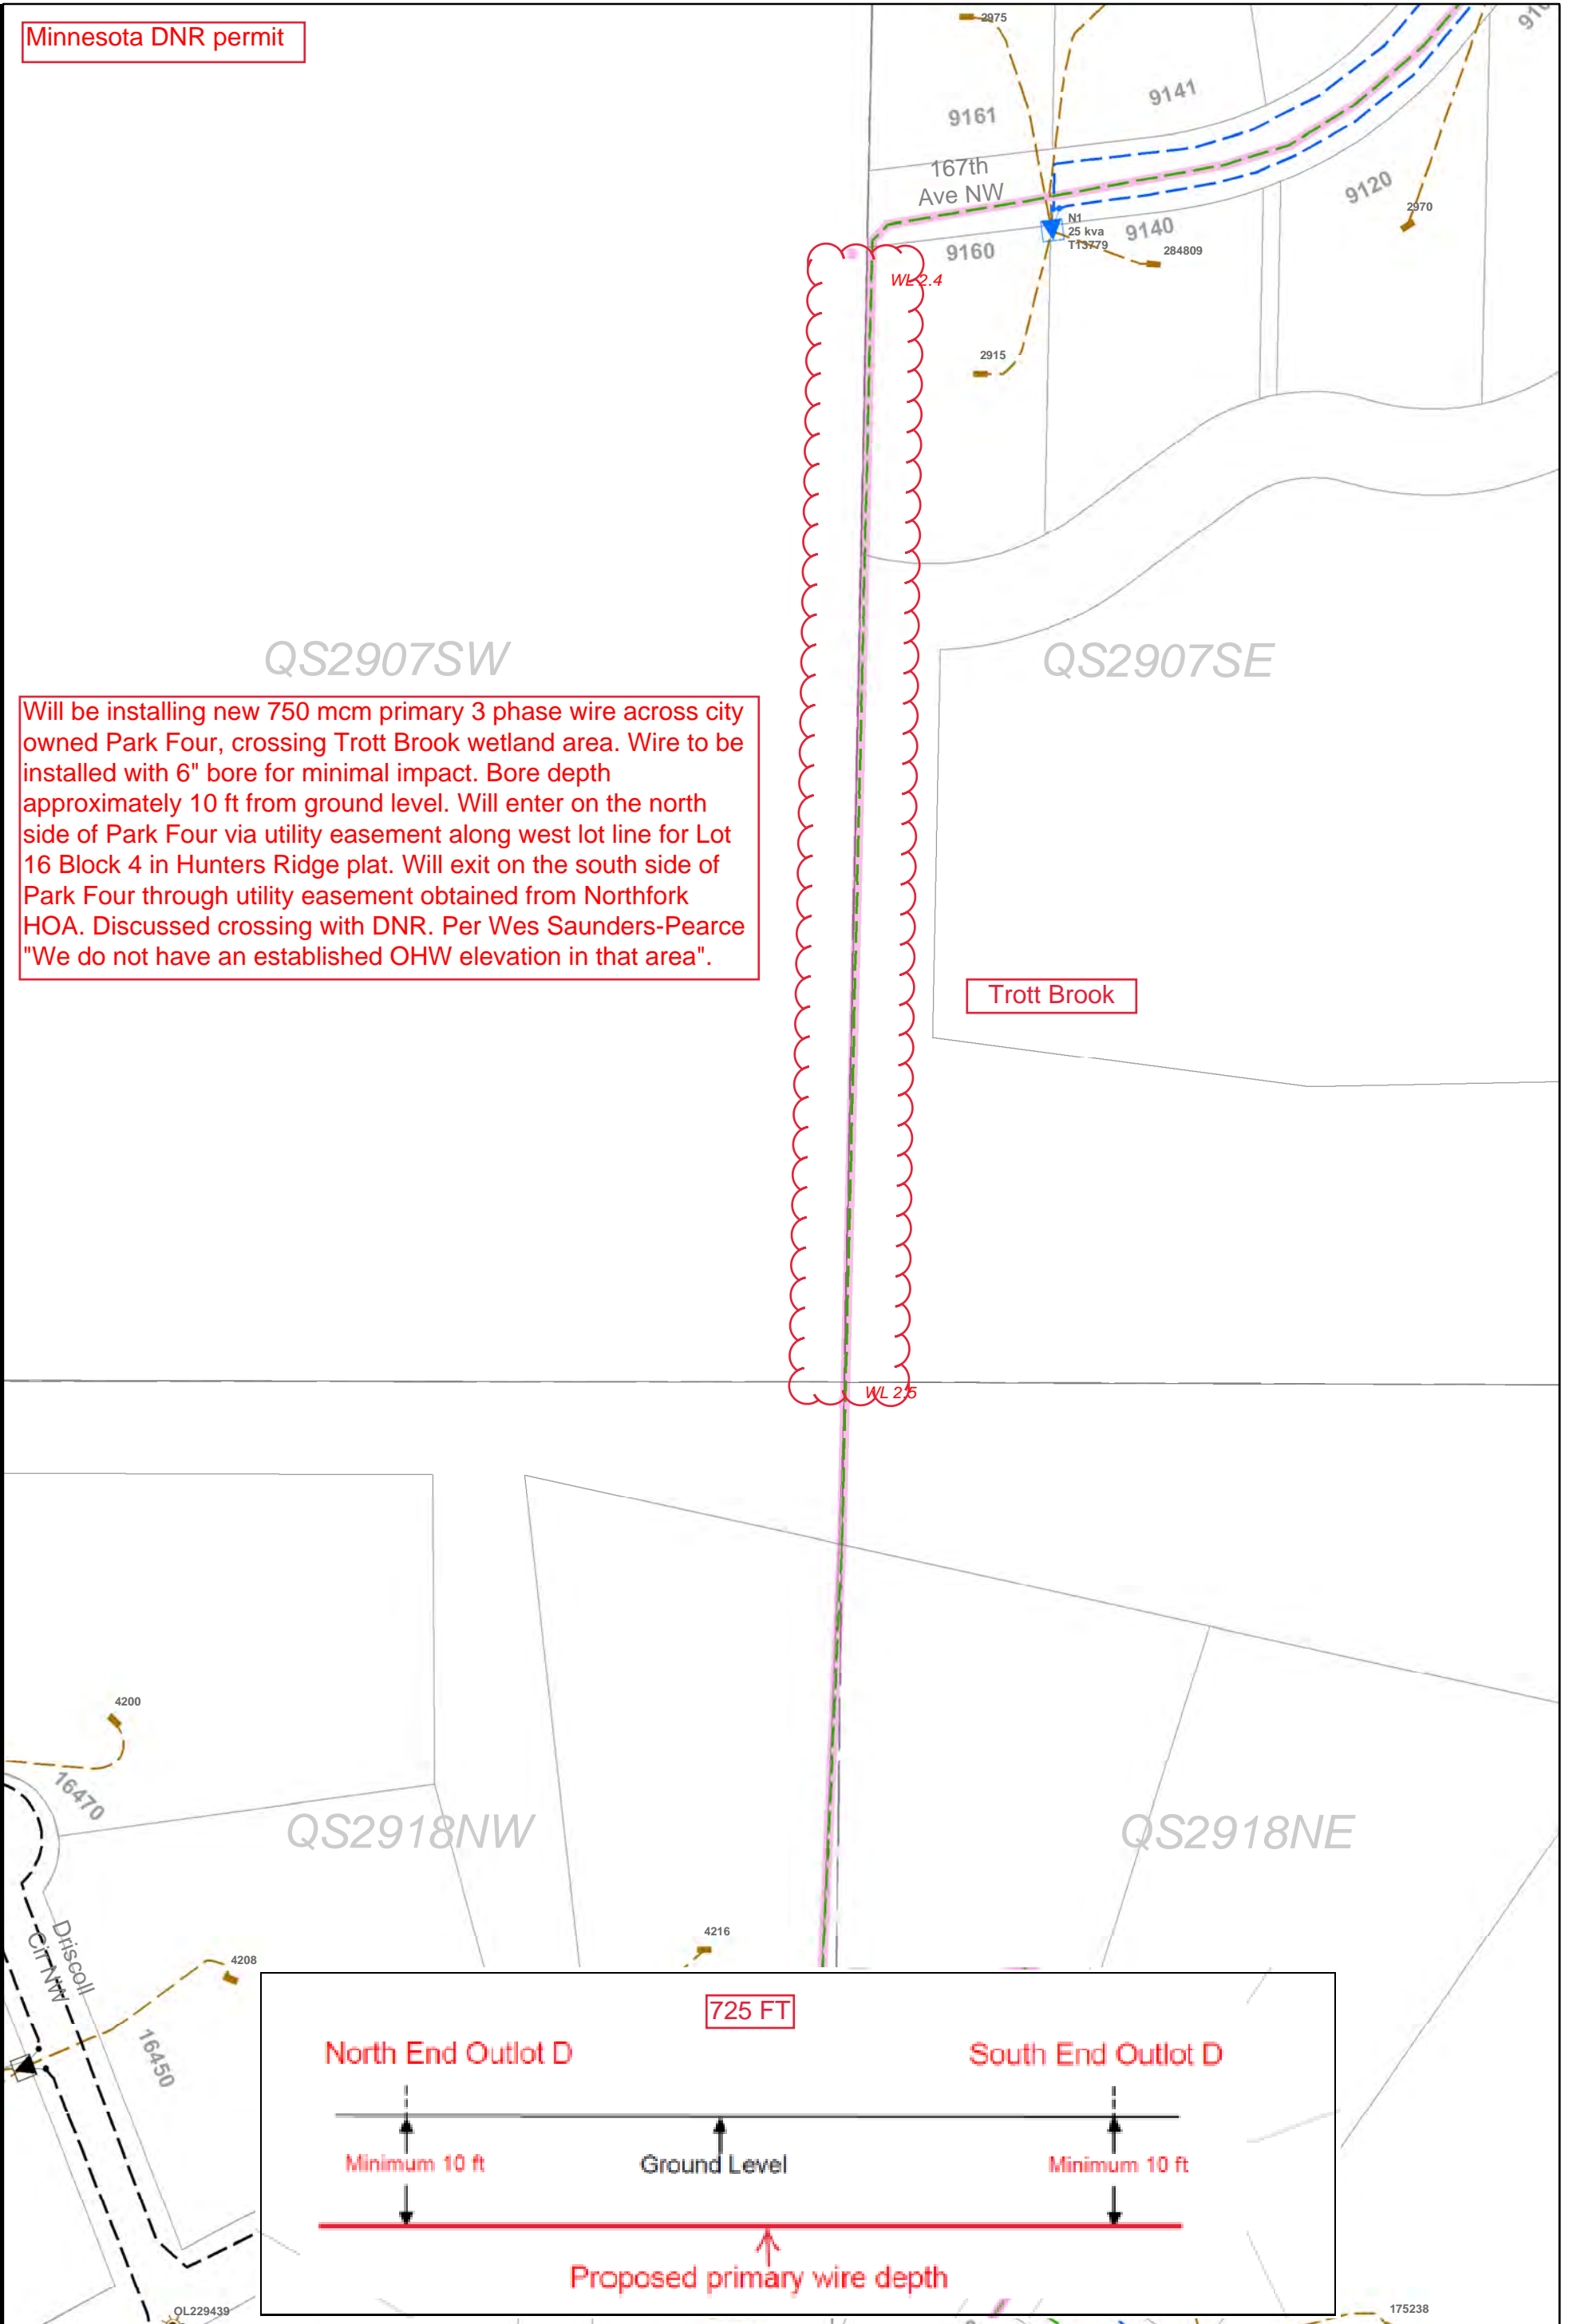 Minnesota DNR permit
2975
9141
9161
167th
Ave NW
9120
2970
N1
25 kva
T13779
9140
9160
284809
WL 2.4
2915
QS2907SW
QS2907SE
Will be installing new 750 mcm primary 3 phase wire across city
owned Park Four, crossing Trott Brook wetland area. Wire to be
installed with 6" bore for minimal impact. Bore depth
approximately 10 ft from ground level. Will enter on the north
side of Park Four via utility easement along west lot line for Lot
16 Block 4 in Hunters Ridge plat. Will exit on the south side of
Park Four through utility easement obtained from Northfork
HOA. Discussed crossing with DNR. Per Wes Saunders-Pearce
"We do not have an established OHW elevation in that area".
Trott Brook
WL 2.5
4200
16470
QS2918NW
QS2918NE
Driscoll
Cir NW
4208
4216
16450
725 FT
North End Outlot D
South End Outlot D
Minimum 10 ft
Ground Level
Minimum 10 ft
Proposed primary wire depth
OL229439
175238